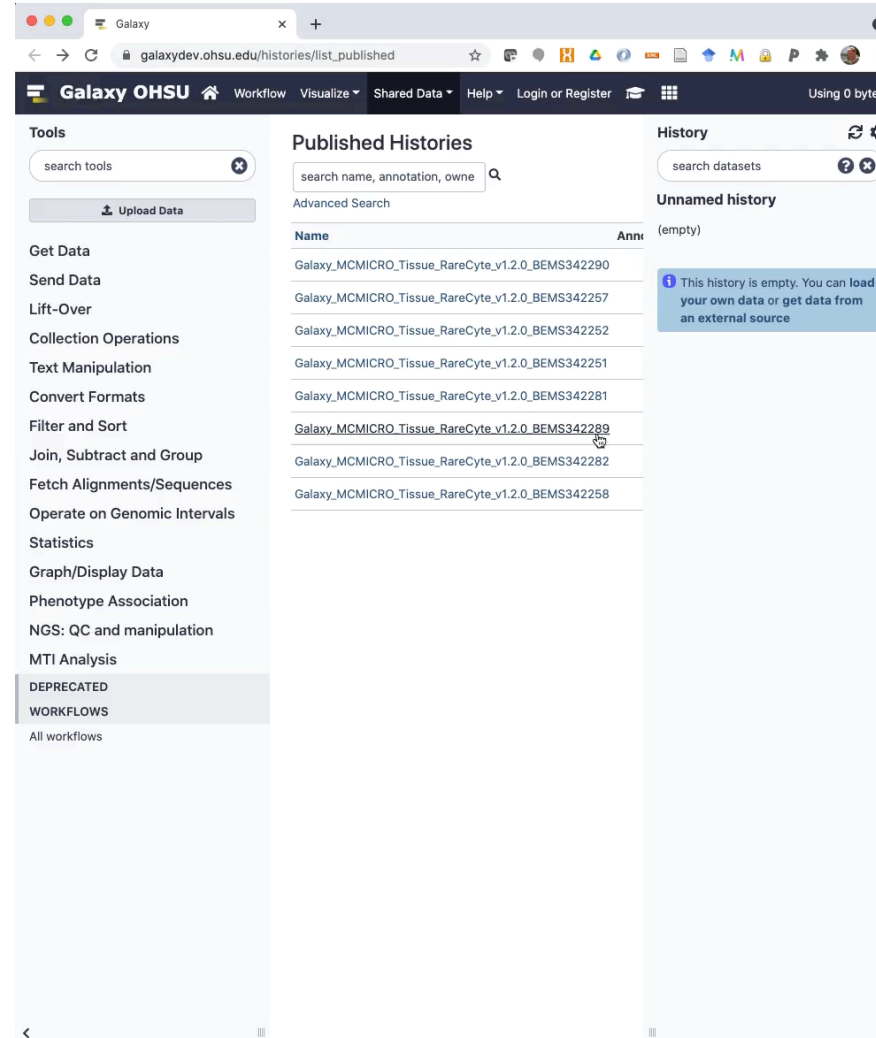 Galaxy
galaxydev.ohsu.edu/histories/list_published
Galaxy OHSU Workflow Visualize Shared Data Help Login or Register Using 0 byte
Tools
search tools
Upload Data
Get Data
Send Data
Lift-Over
Collection Operations
Text Manipulation
Convert Formats
Filter and Sort
Join, Subtract and Group
Fetch Alignments/Sequences
Operate on Genomic Intervals
Statistics
Graph/Display Data
Phenotype Association
NGS: QC and manipulation
MTI Analysis
DEPRECATED
WORKFLOWS
All workflows
Published Histories
search name, annotation, owne
Advanced Search
Name Anno
Galaxy_MCMICRO_Tissue_RareCyte_v1.2.0_BEMS342290
Galaxy_MCMICRO_Tissue_RareCyte_v1.2.0_BEMS342257
Galaxy_MCMICRO_Tissue_RareCyte_v1.2.0_BEMS342252
Galaxy_MCMICRO_Tissue_RareCyte_v1.2.0_BEMS342251
Galaxy_MCMICRO_Tissue_RareCyte_v1.2.0_BEMS342281
Galaxy_MCMICRO_Tissue_RareCyte_v1.2.0_BEMS342289
Galaxy_MCMICRO_Tissue_RareCyte_v1.2.0_BEMS342282
Galaxy_MCMICRO_Tissue_RareCyte_v1.2.0_BEMS342258
History
search datasets
Unnamed history
(empty)
This history is empty. You can load
your own data or get data from
an external source